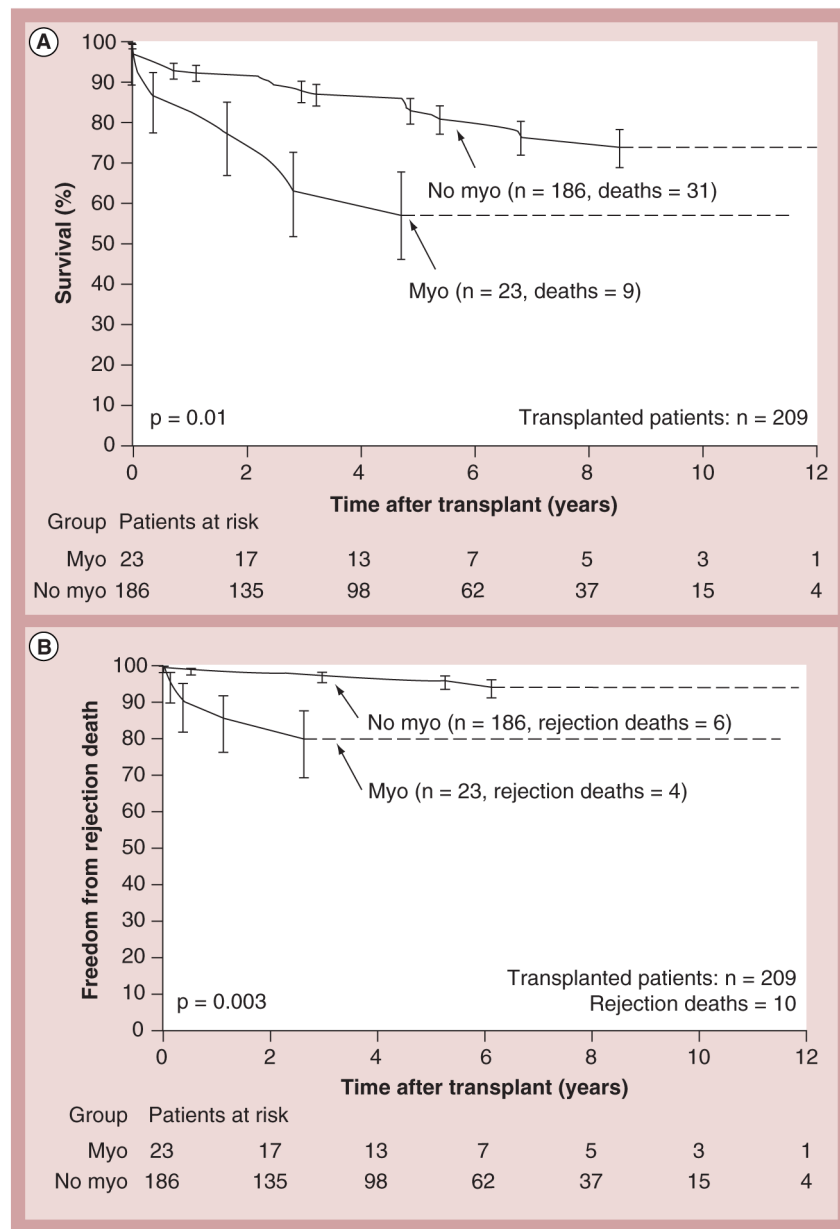 A
100
90
80
70
60
50
40
30
20
10
0
Survival (%)
No myo (n = 186, deaths = 31)
Myo (n = 23, deaths = 9)
p = 0.01
Transplanted patients: n = 209
0 2 4 6 8 10 12
Time after transplant (years)
Group Patients at risk
Myo 23 17 13 7 5 3 1
No myo 186 135 98 62 37 15 4
B
100
90
80
70
60
50
40
30
20
10
0
Freedom from rejection death
No myo (n = 186, rejection deaths = 6)
Myo (n = 23, rejection deaths = 4)
Transplanted patients: n = 209
p = 0.003
Rejection deaths = 10
0 2 4 6 8 10 12
Time after transplant (years)
Group Patients at risk
Myo 23 17 13 7 5 3 1
No myo 186 135 98 62 37 15 4